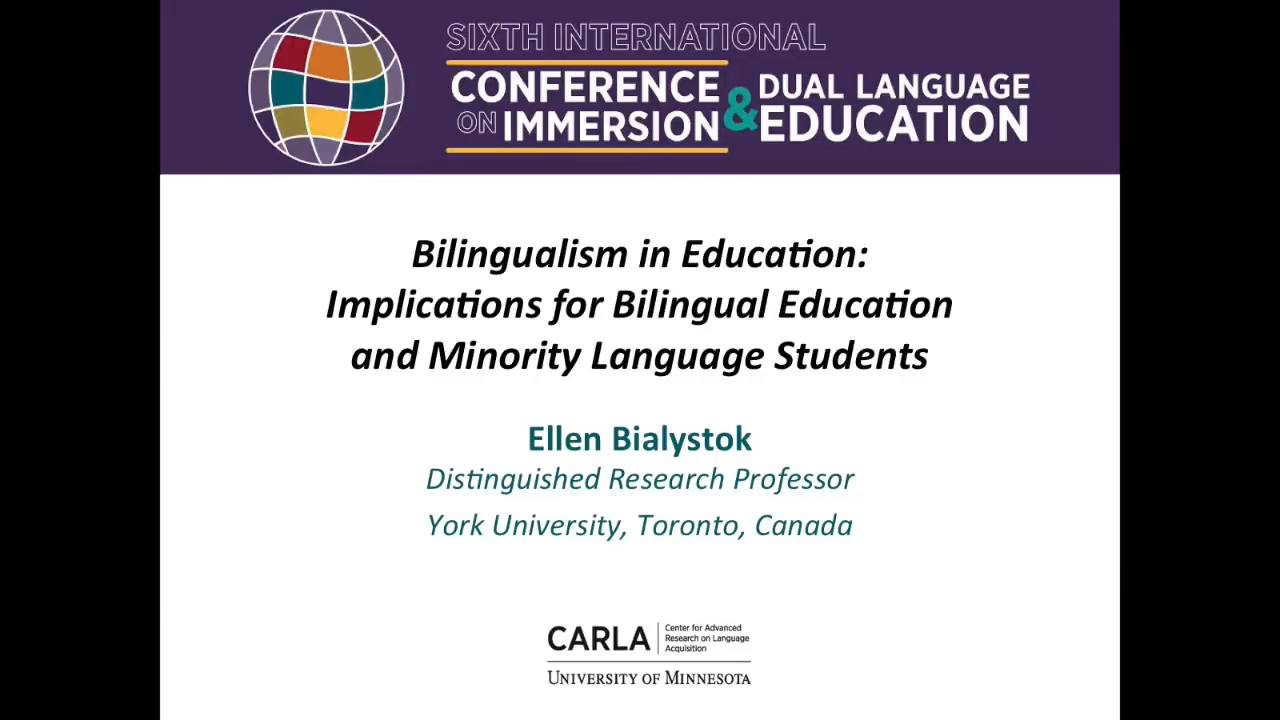 SIXTH INTERNATIONAL
CONFERENCE
ON IMMERSION
&
DUAL LANGUAGE
EDUCATION
Bilingualism in Education:
Implications for Bilingual Education
and Minority Language Students
Ellen Bialystok
Distinguished Research Professor
York University, Toronto, Canada
CARLA
Center for Advanced
Research on Language
Acquisition
UNIVERSITY OF MINNESOTA